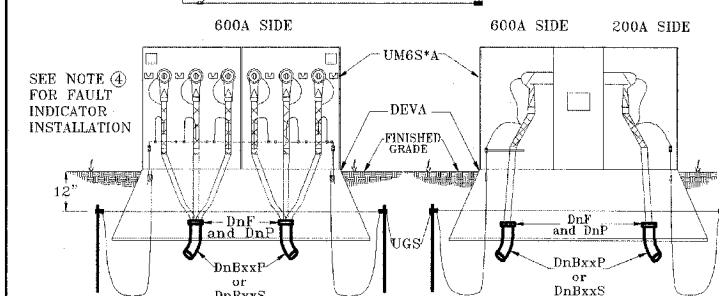 600A SIDE
600A SIDE
200A SIDE
SEE NOTE ④
FOR FAULT
INDICATOR
INSTALLATION
UM6S*A
DEVA
FINISHED
GRADE
12"
DnF
and DnP
UGS
DnF
and DnP
DnBxxP
or
DnBxxS
DnBxxP
or
DnBxxS